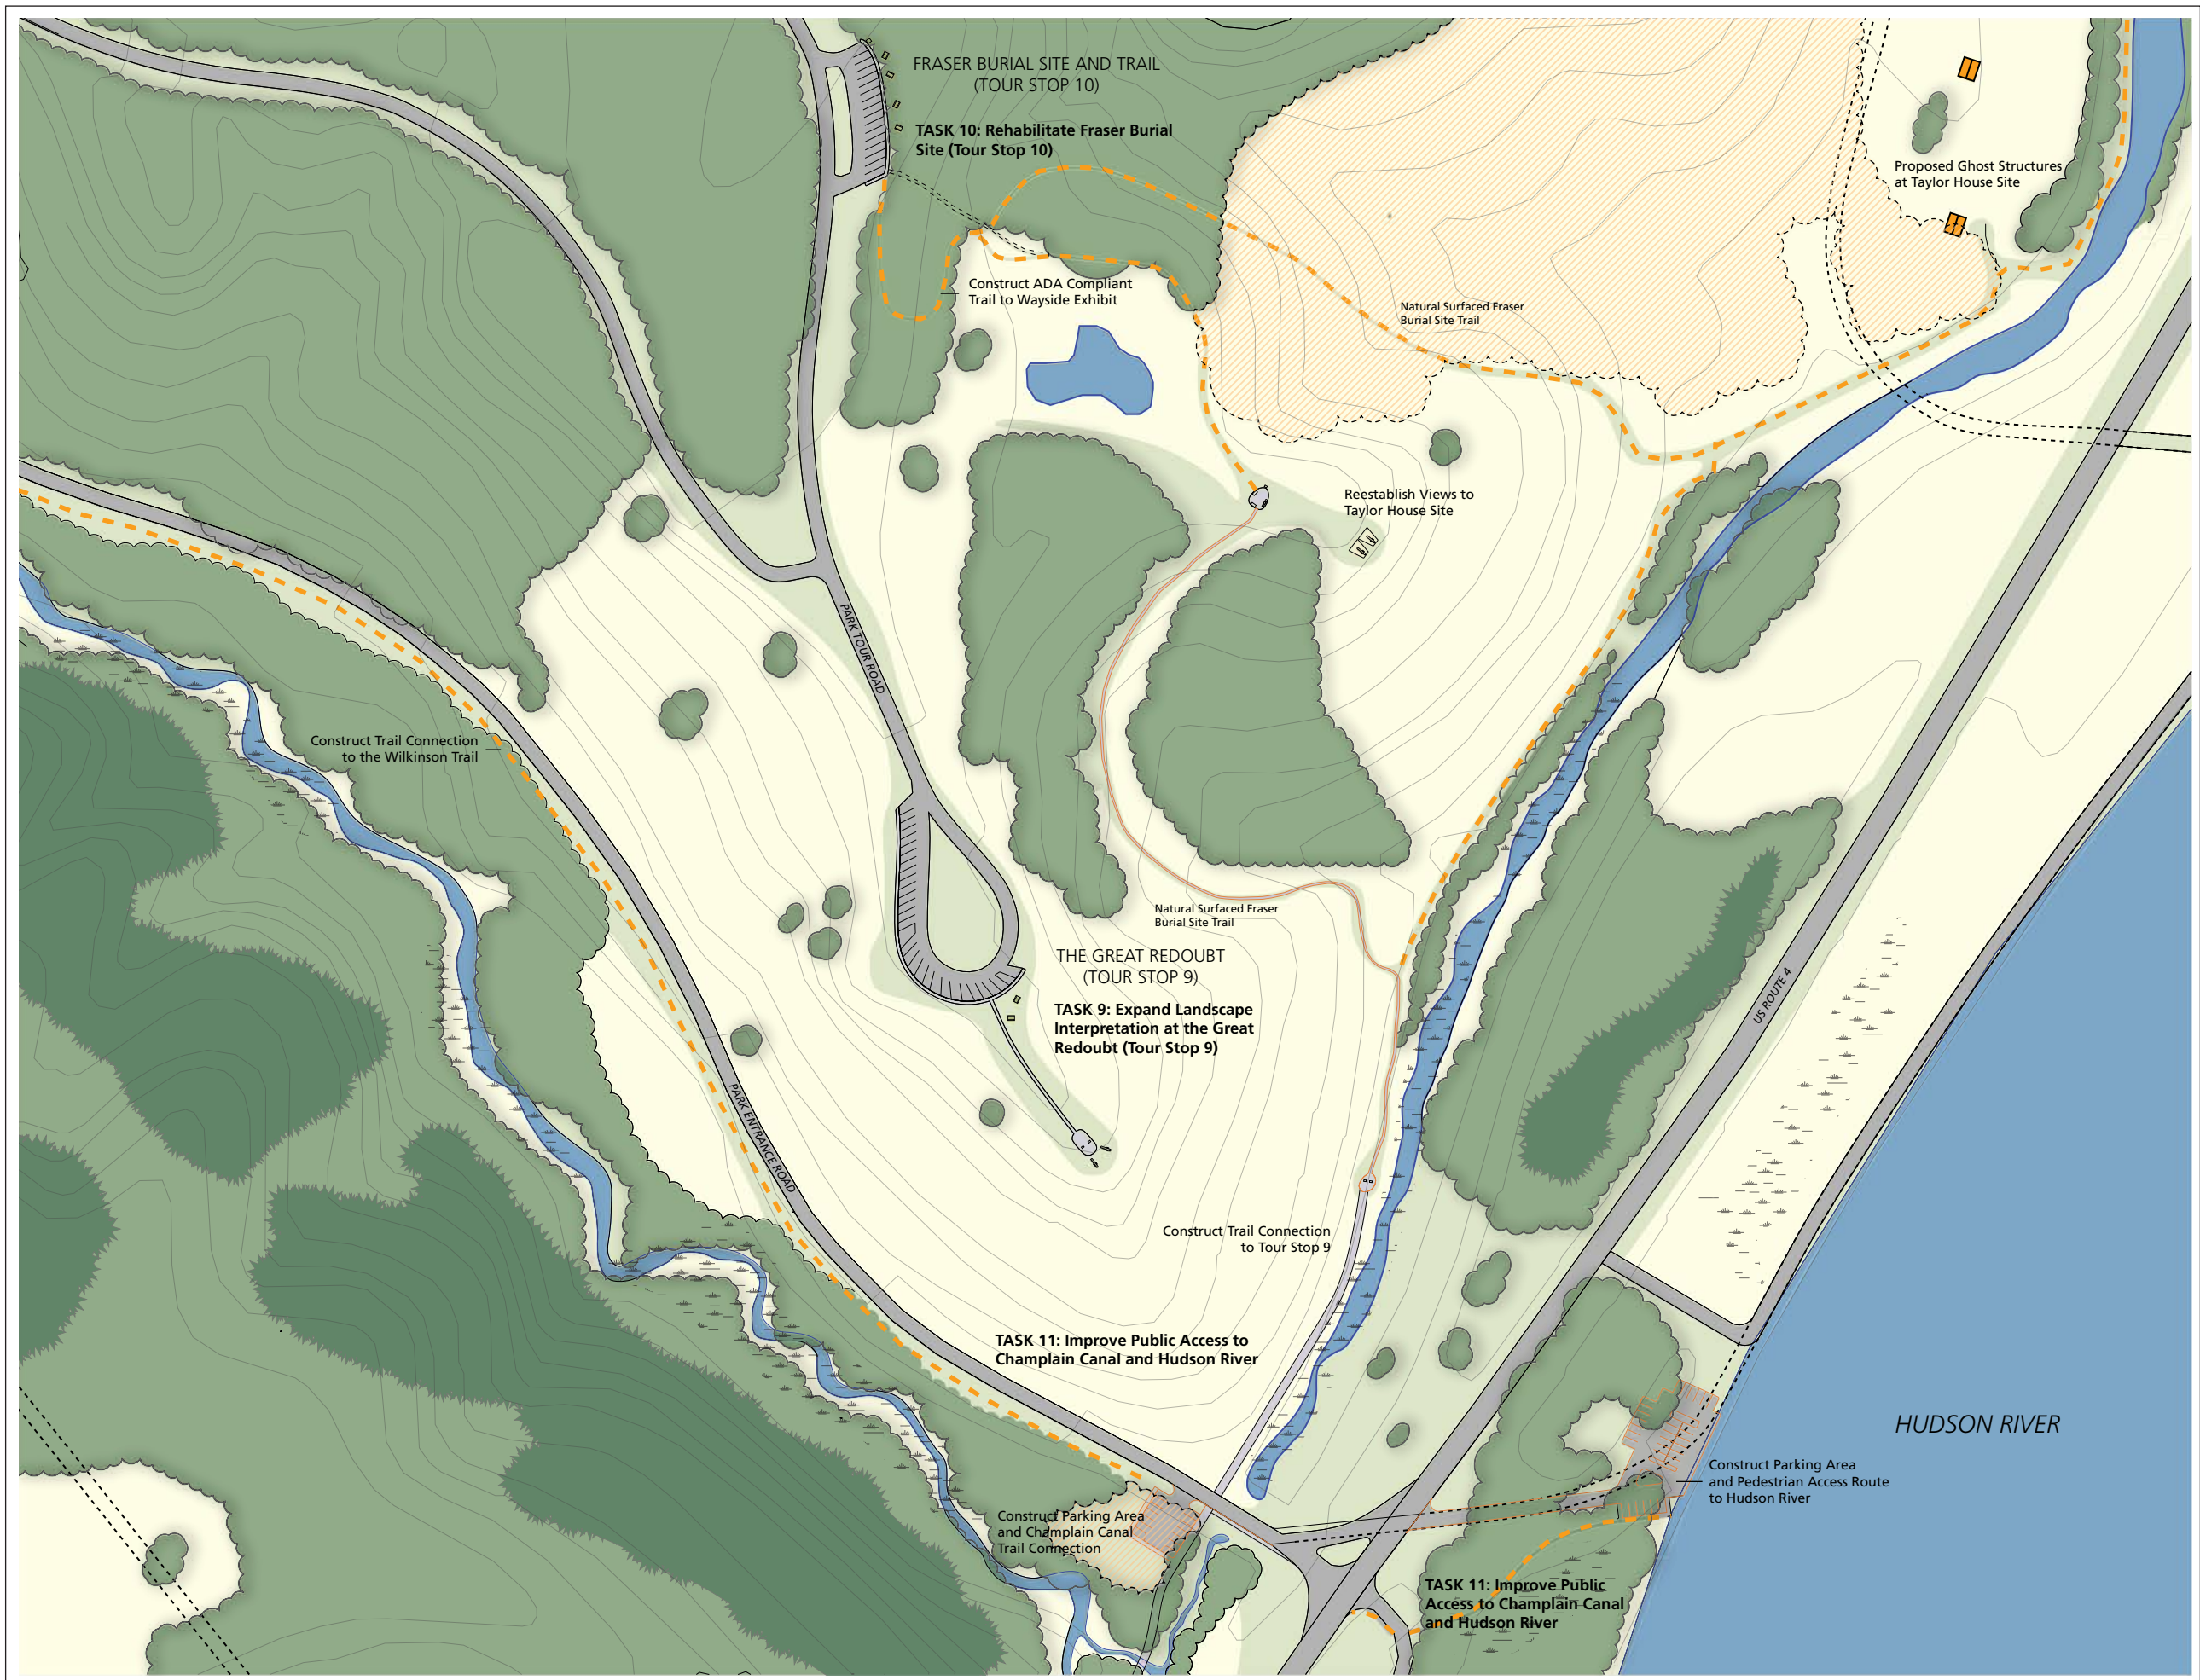 FRASER BURIAL SITE AND TRAIL
(TOUR STOP 10)
TASK 10: Rehabilitate Fraser Burial
Site (Tour Stop 10)
Proposed Ghost Structures
at Taylor House Site
Construct ADA Compliant
Trail to Wayside Exhibit
Natural Surfaced Fraser
Burial Site Trail
Reestablish Views to
Taylor House Site
PARK TOUR ROAD
Construct Trail Connection
to the Wilkinson Trail
Natural Surfaced Fraser
Burial Site Trail
THE GREAT REDOUBT
(TOUR STOP 9)
TASK 9: Expand Landscape
Interpretation at the Great
Redoubt (Tour Stop 9)
US ROUTE 4
PARK ENTRANCE ROAD
Construct Trail Connection
to Tour Stop 9
TASK 11: Improve Public Access to
Champlain Canal and Hudson River
HUDSON RIVER
Construct Parking Area
and Pedestrian Access Route
to Hudson River
Construct Parking Area
and Champlain Canal
Trail Connection
TASK 11: Improve Public
Access to Champlain Canal
and Hudson River